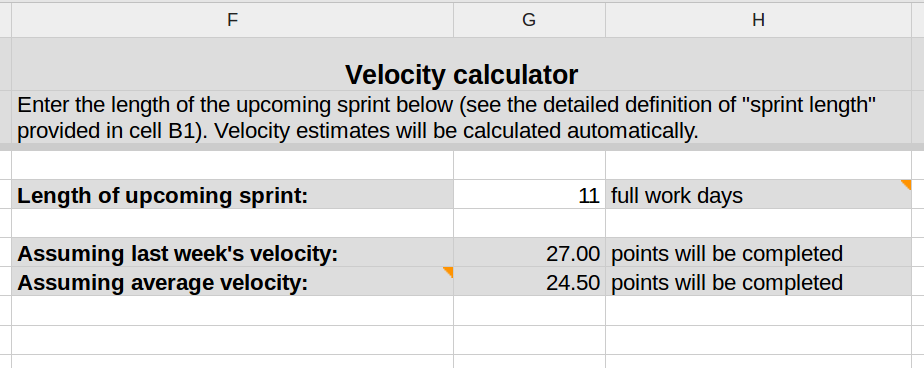 F G H
Velocity calculator
Enter the length of the upcoming sprint below (see the detailed definition of "sprint length"
provided in cell B1). Velocity estimates will be calculated automatically.
Length of upcoming sprint: 11 full work days
Assuming last week's velocity: 27.00 points will be completed
Assuming average velocity: 24.50 points will be completed